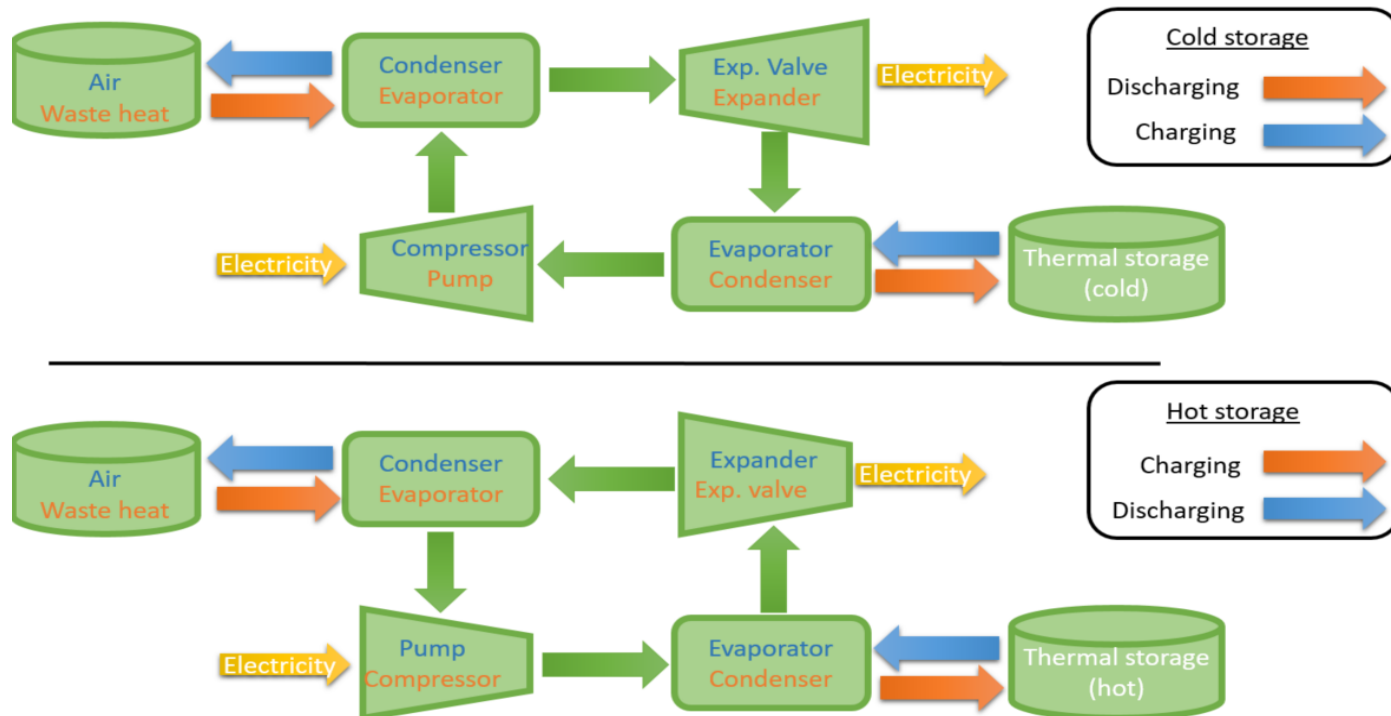 Air
Waste heat
Condenser
Evaporator
Exp. Valve
Expander
Electricity
Cold storage
Discharging
Charging
Electricity
Compressor
Pump
Evaporator
Condenser
Thermal storage
(cold)
Hot storage
Charging
Discharging
Air
Waste heat
Condenser
Evaporator
Expander
Exp. valve
Electricity
Electricity
Pump
Compressor
Evaporator
Condenser
Thermal storage
(hot)